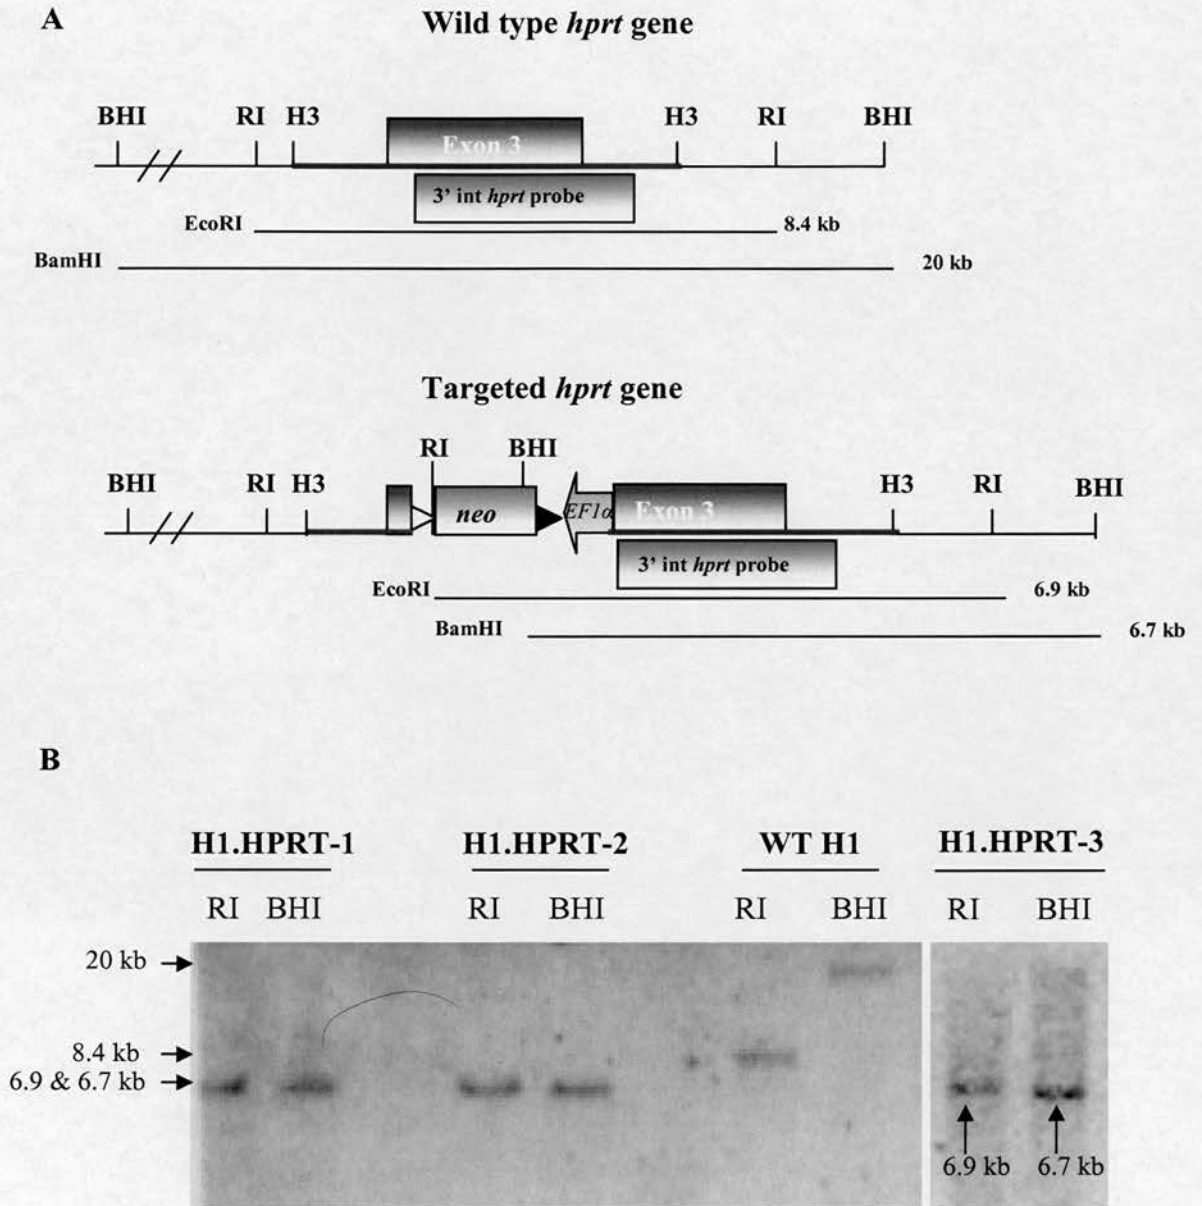 A
Wild type hprt gene
BHI RI H3 H3 RI BHI
Exon 3
3' int hprt probe
EcoRI 8.4 kb
BamHI 20 kb
Targeted hprt gene
RI BHI
BHI RI H3 H3 RI BHI
neo EF1α Exon 3
3' int hprt probe
EcoRI 6.9 kb
BamHI 6.7 kb
B
H1.HPRT-1 H1.HPRT-2 WT H1 H1.HPRT-3
RI BHI RI BHI RI BHI RI BHI
20 kb
8.4 kb
6.9 & 6.7 kb
6.9 kb 6.7 kb